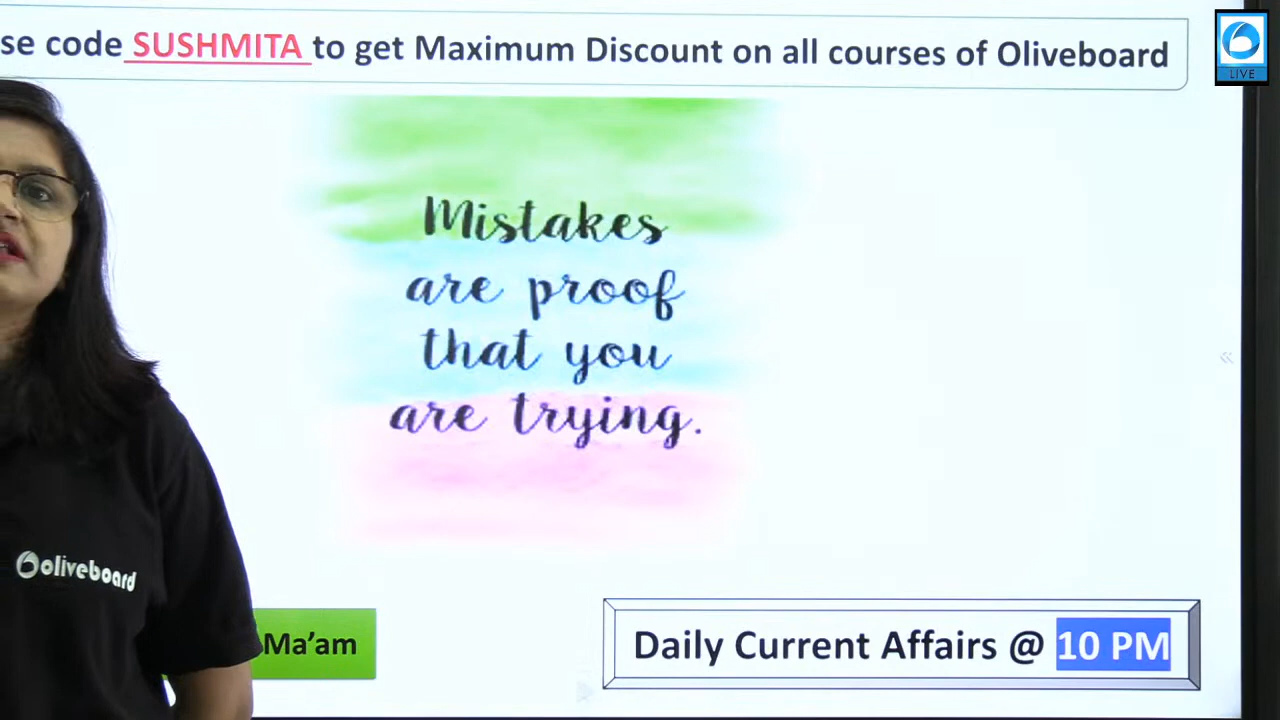 se code SUSHMITA to get Maximum Discount on all courses of Oliveboard
LIVE
Mistakes
are proof
that you
are trying.
oliveboard
Ma’am
Daily Current Affairs @ 10 PM